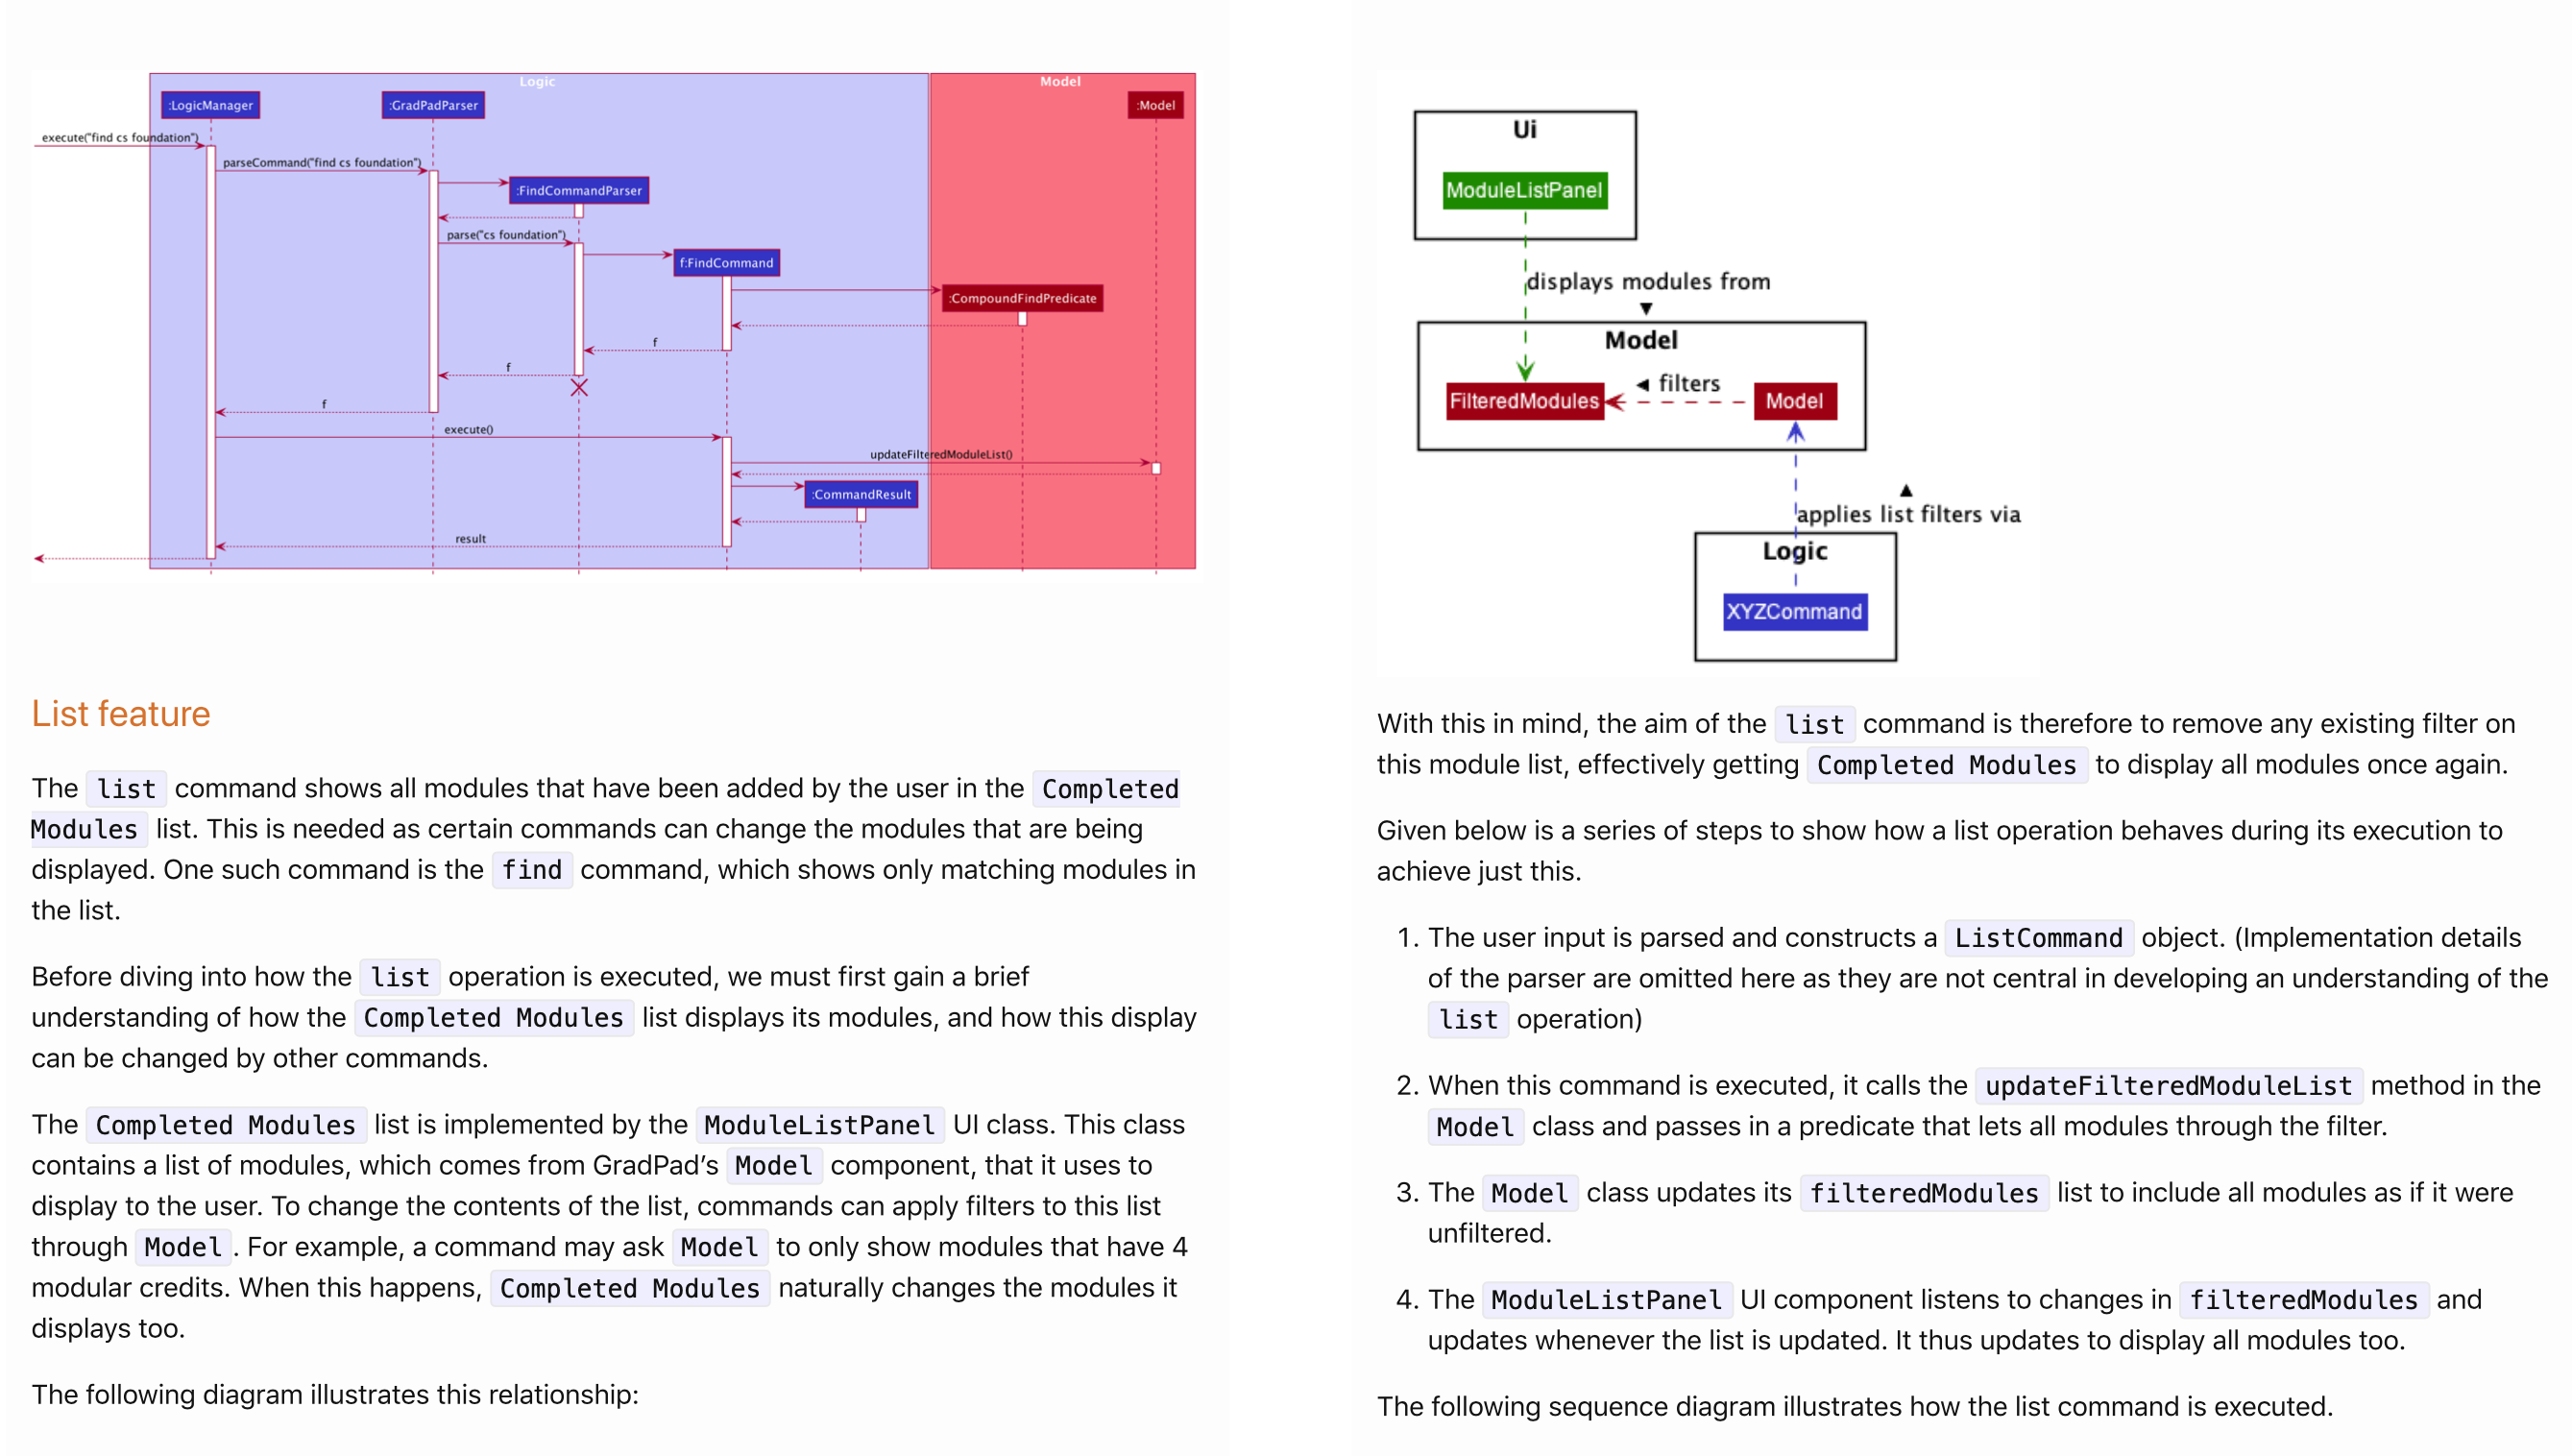 Logic
Model
:LogicManager
:GradPadParser
:Model
execute("find cs foundation")
parseCommand("find cs foundation")
:FindCommandParser
parse("cs foundation")
f:FindCommand
:CompoundFindPredicate
f
f
f
execute()
updateFilteredModuleList()
:CommandResult
result
List feature
The list command shows all modules that have been added by the user in the Completed
Modules list. This is needed as certain commands can change the modules that are being
displayed. One such command is the find command, which shows only matching modules in
the list.
Before diving into how the list operation is executed, we must first gain a brief
understanding of how the Completed Modules list displays its modules, and how this display
can be changed by other commands.
The Completed Modules list is implemented by the ModuleListPanel UI class. This class
contains a list of modules, which comes from GradPad’s Model component, that it uses to
display to the user. To change the contents of the list, commands can apply filters to this list
through Model . For example, a command may ask Model to only show modules that have 4
modular credits. When this happens, Completed Modules naturally changes the modules it
displays too.
The following diagram illustrates this relationship:
Ui
ModuleListPanel
displays modules from
▼
Model
FilteredModules
◄ filters
Model
▲
applies list filters via
Logic
XYZCommand
With this in mind, the aim of the list command is therefore to remove any existing filter on
this module list, effectively getting Completed Modules to display all modules once again.
Given below is a series of steps to show how a list operation behaves during its execution to
achieve just this.
1. The user input is parsed and constructs a ListCommand object. (Implementation details
of the parser are omitted here as they are not central in developing an understanding of the
list operation)
2. When this command is executed, it calls the updateFilteredModuleList method in the
Model class and passes in a predicate that lets all modules through the filter.
3. The Model class updates its filteredModules list to include all modules as if it were
unfiltered.
4. The ModuleListPanel UI component listens to changes in filteredModules and
updates whenever the list is updated. It thus updates to display all modules too.
The following sequence diagram illustrates how the list command is executed.